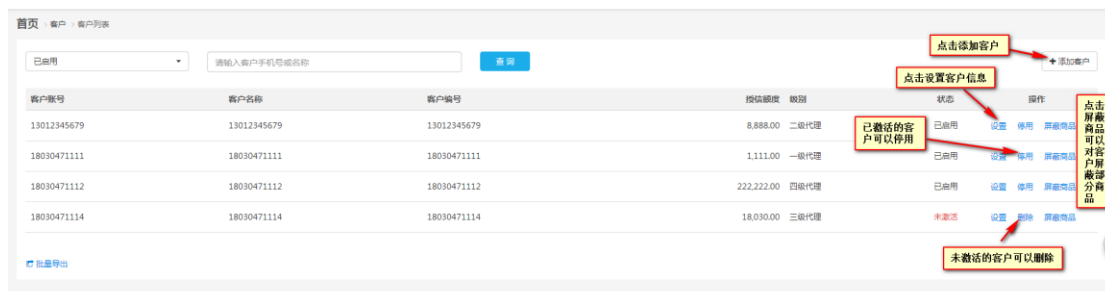 首页 > 客户 > 客户列表
点击添加客户
已启用
请输入客户手机号或名称
查询
+添加客户
点击设置客户信息
客户账号 客户名称 客户编号 授信额度 级别 状态 操作
13012345679 13012345679 13012345679 8,888.00 二级代理 已启用 设置 停用 屏蔽商品
已激活的客
户可以停用
点击
屏蔽
商品
可以
对客
户屏
蔽部
分商
品
18030471111 18030471111 18030471111 1,111.00 一级代理 已启用 设置 停用 屏蔽商品
18030471112 18030471112 18030471112 222,222.00 四级代理 已启用 设置 停用 屏蔽商品
18030471114 18030471114 18030471114 18,030.00 三级代理 未激活 设置 删除 屏蔽商品
未激活的客户可以删除
批量导出